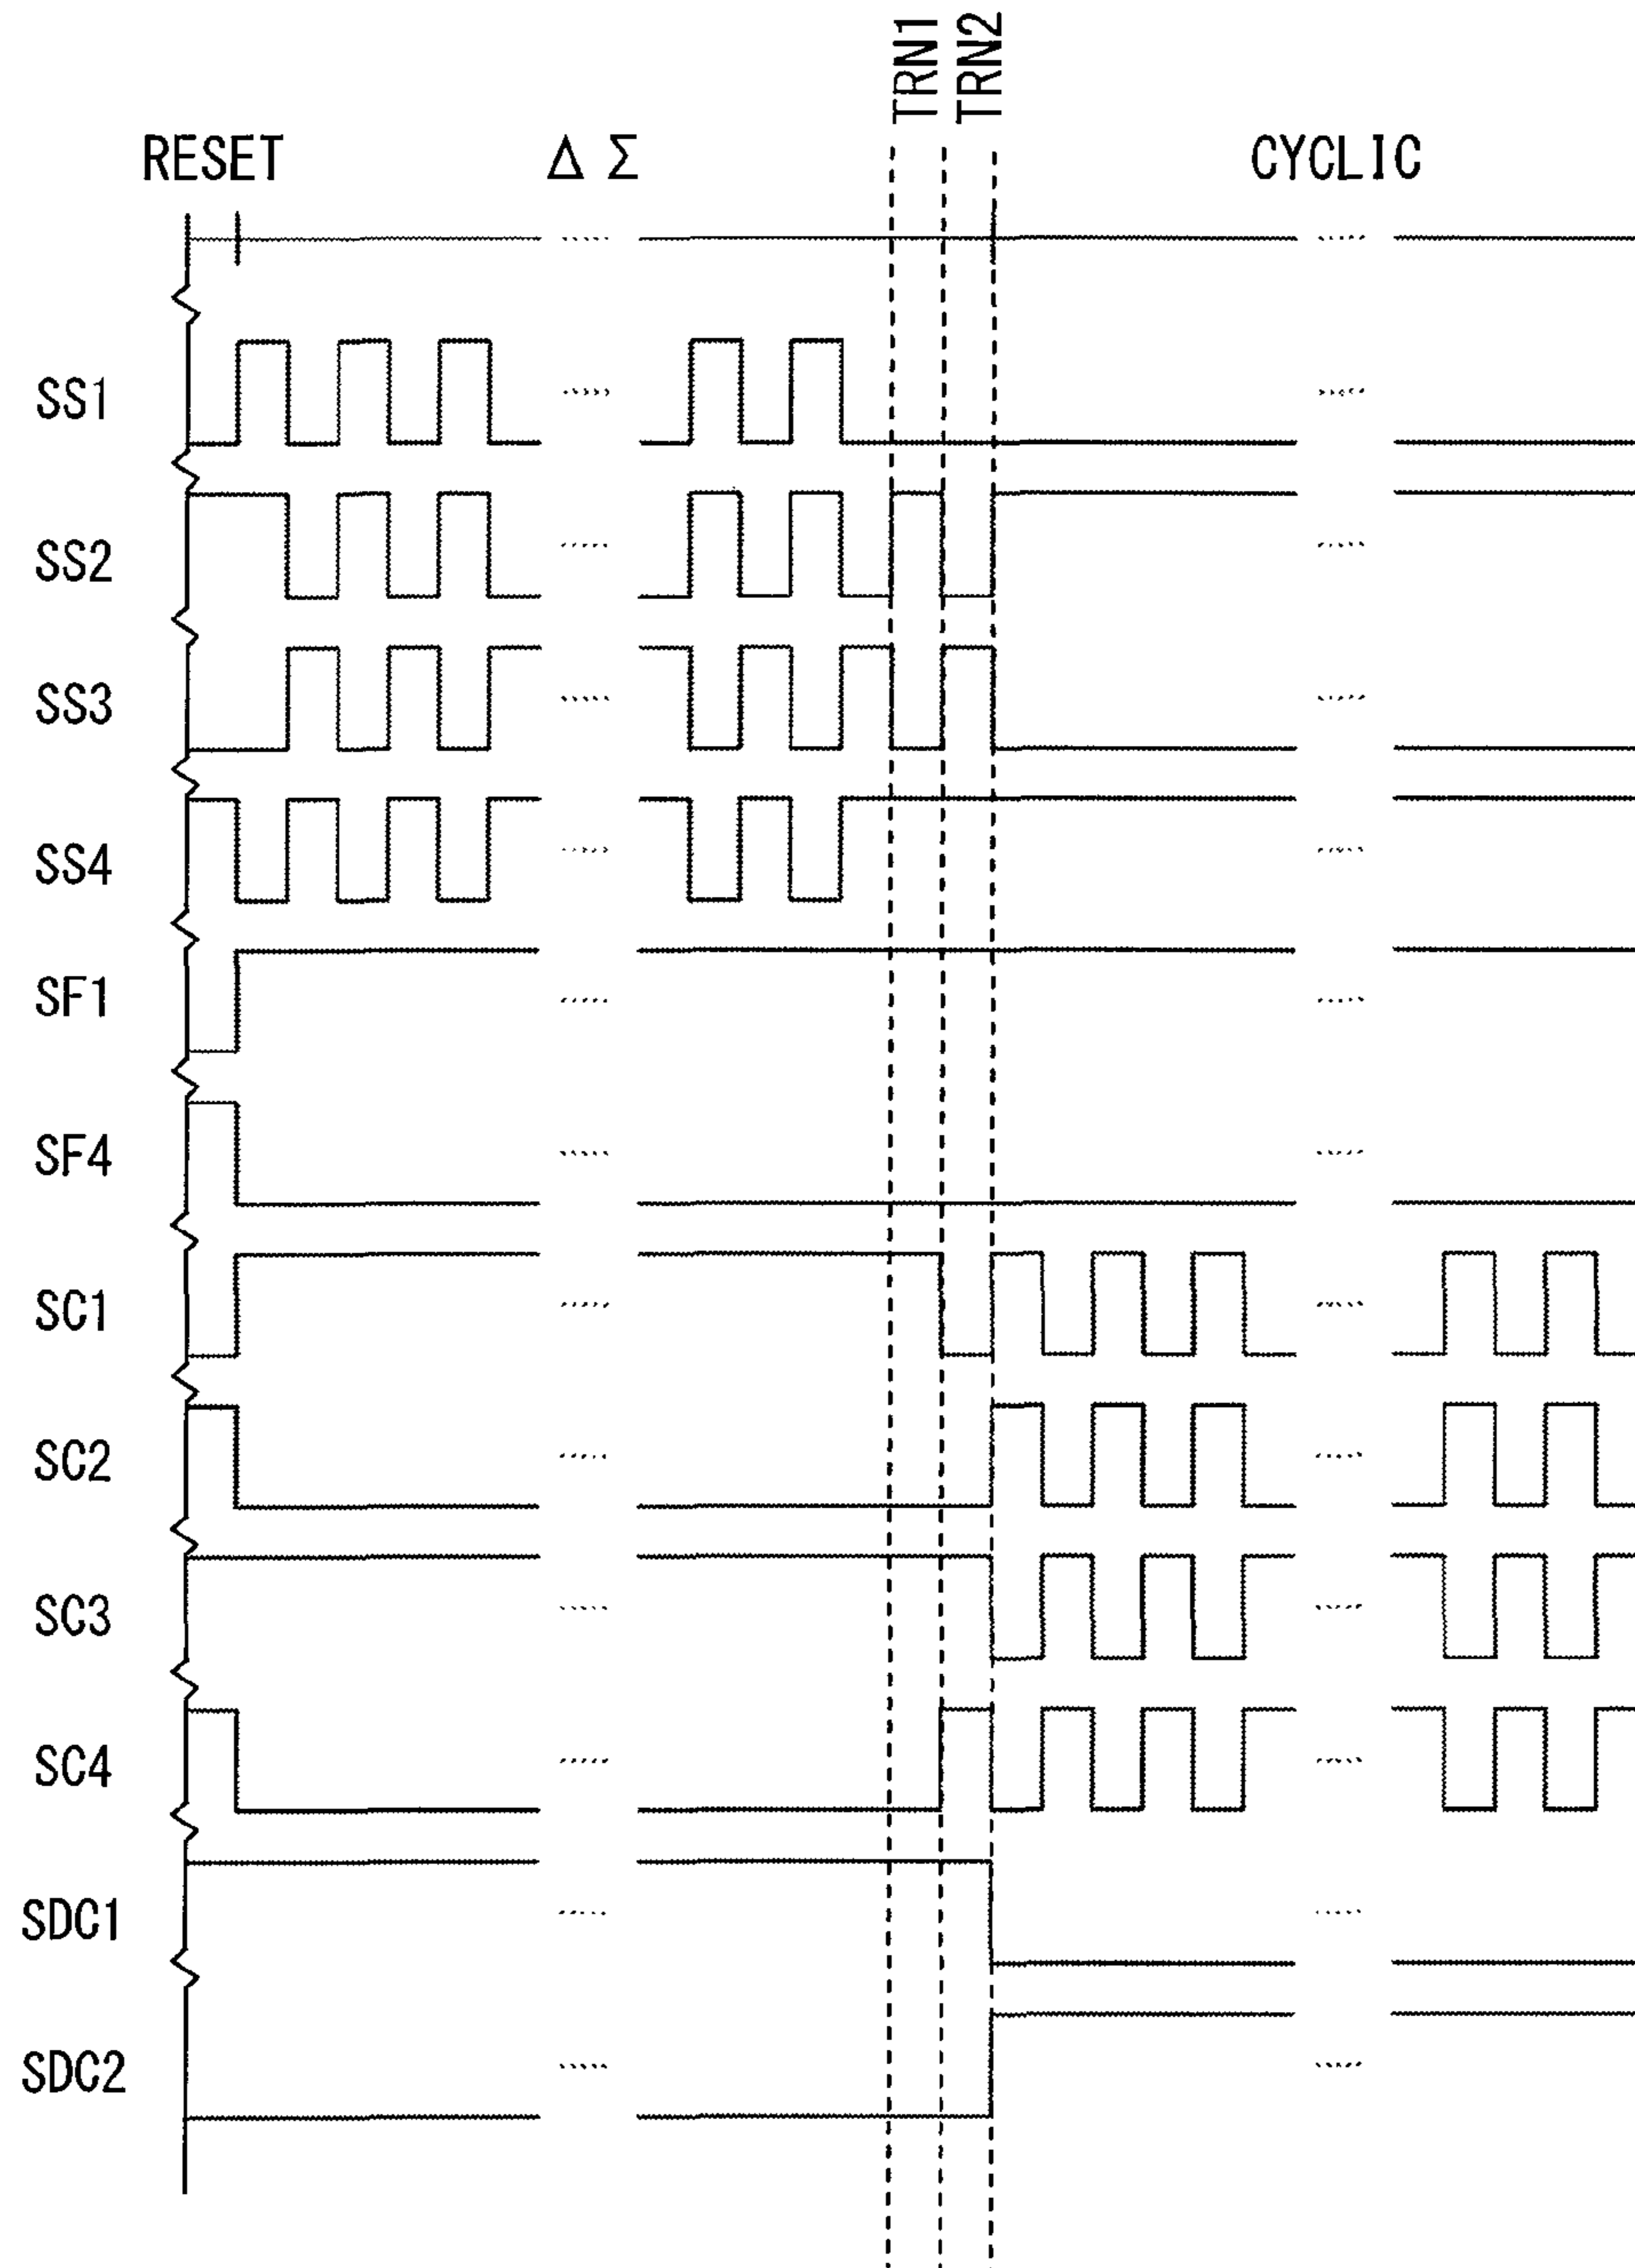 TRN1
TRN2
RESET
Δ Σ
CYCLIC
SS1
SS2
SS3
SS4
SF1
SF4
SC1
SC2
SC3
SC4
SDC1
SDC2